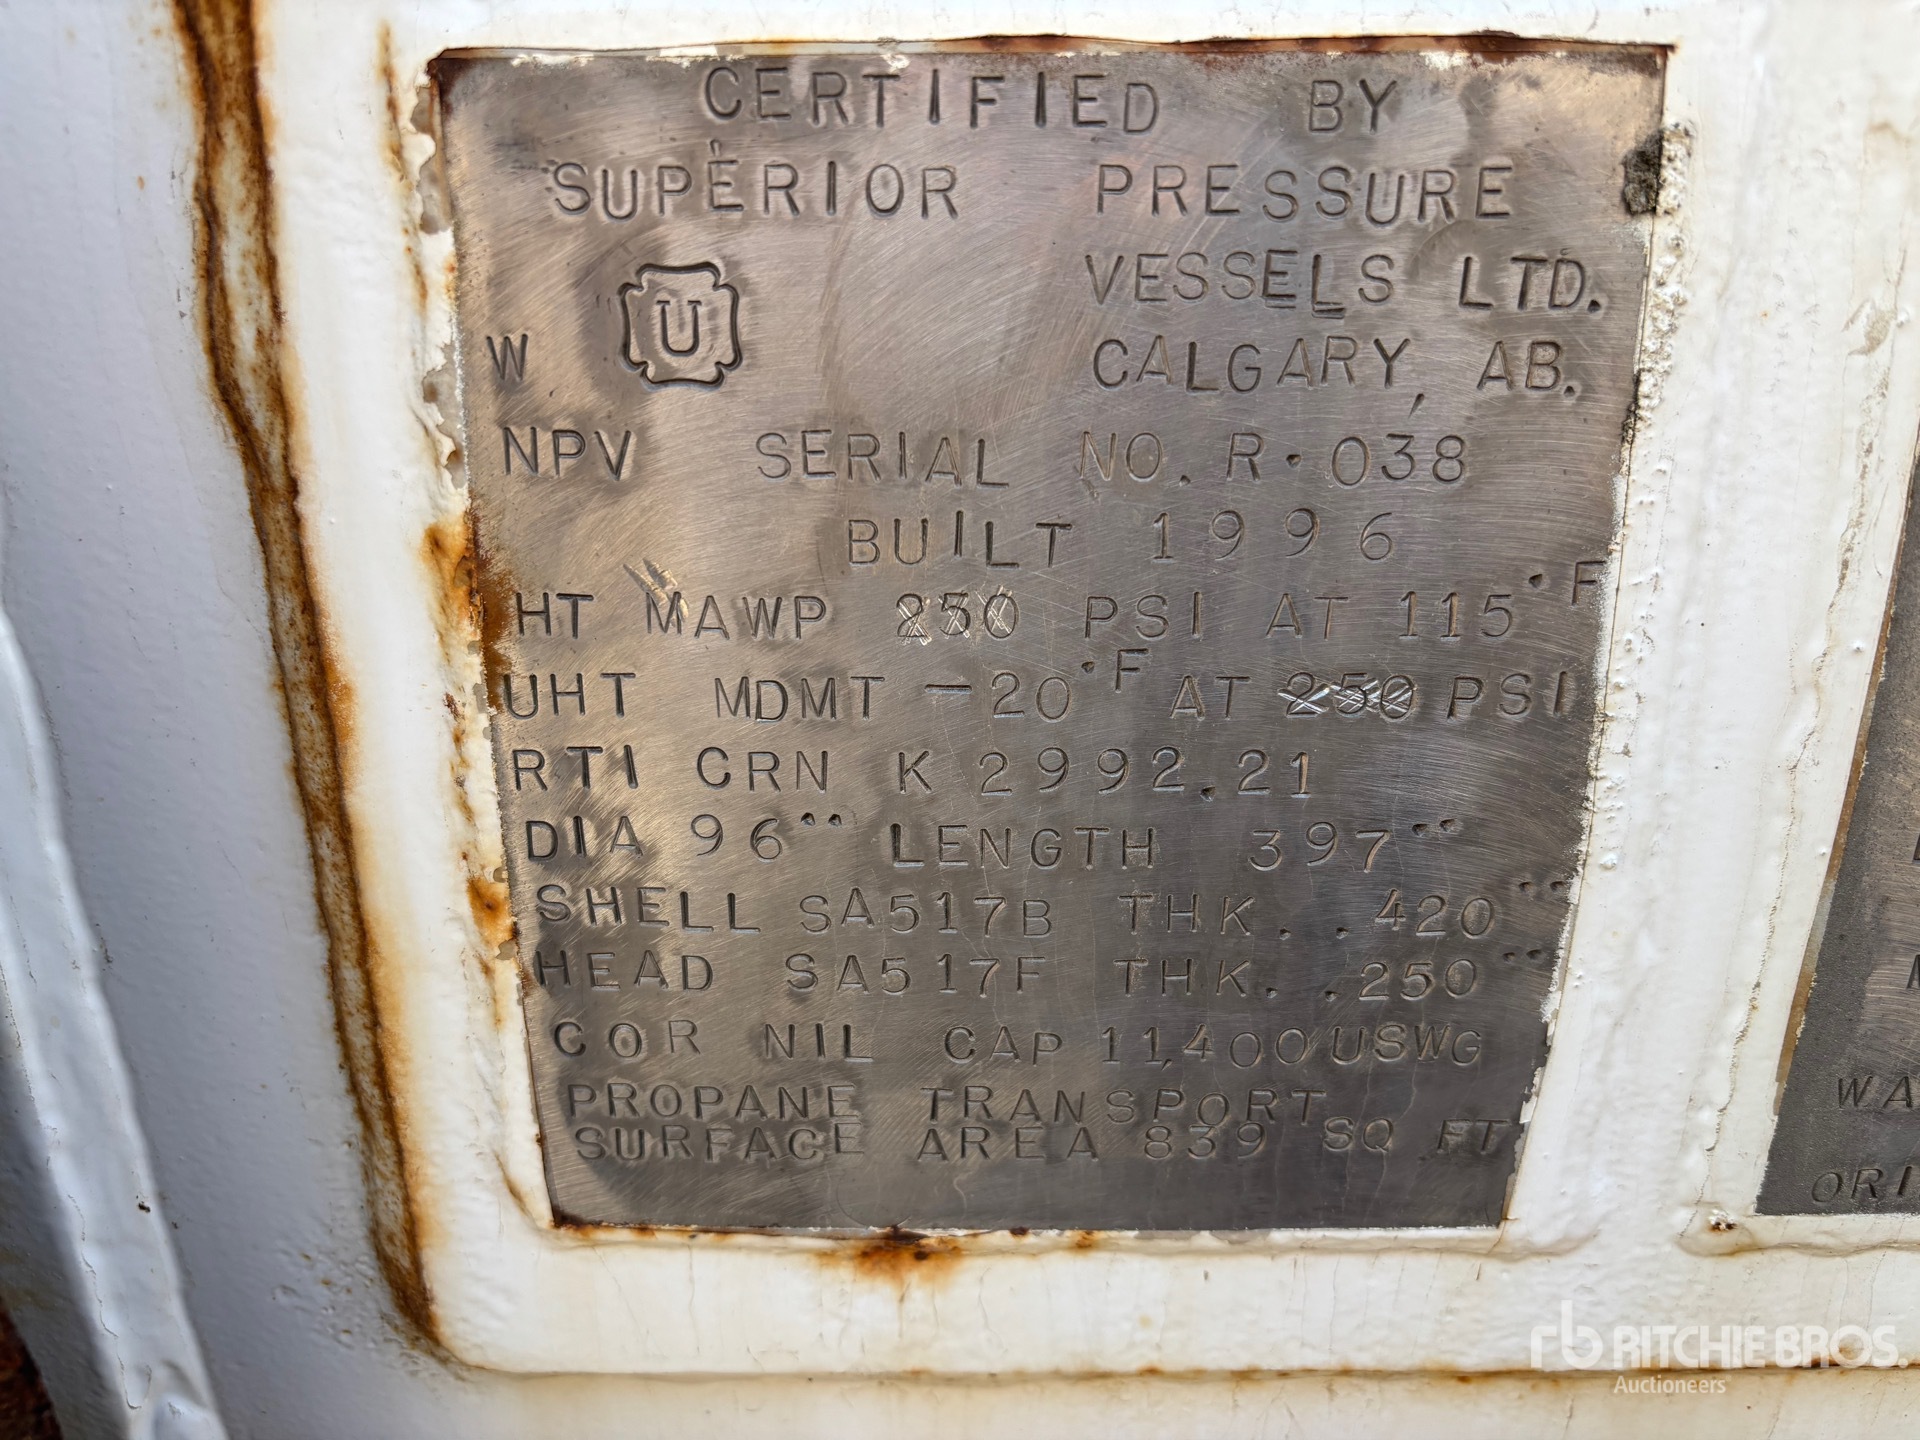 CERTIFIED BY
SUPERIOR PRESSURE
VESSELS LTD.
U
W CALGARY, AB.
NPV SERIAL NO. R·038
BUILT 1996
HT MAWP 250 PSI AT 115°F
UHT MDMT -20°F AT 250 PSI
RTI CRN K 2992.21
DIA 96" LENGTH 397"
SHELL SA517B THK. .420"
HEAD SA517F THK. .250"
COR NIL CAP 11,400 USWG
PROPANE TRANSPORT
SURFACE AREA 839 SQ FT
WA
ORI
rb RITCHIE BROS.
Auctioneers